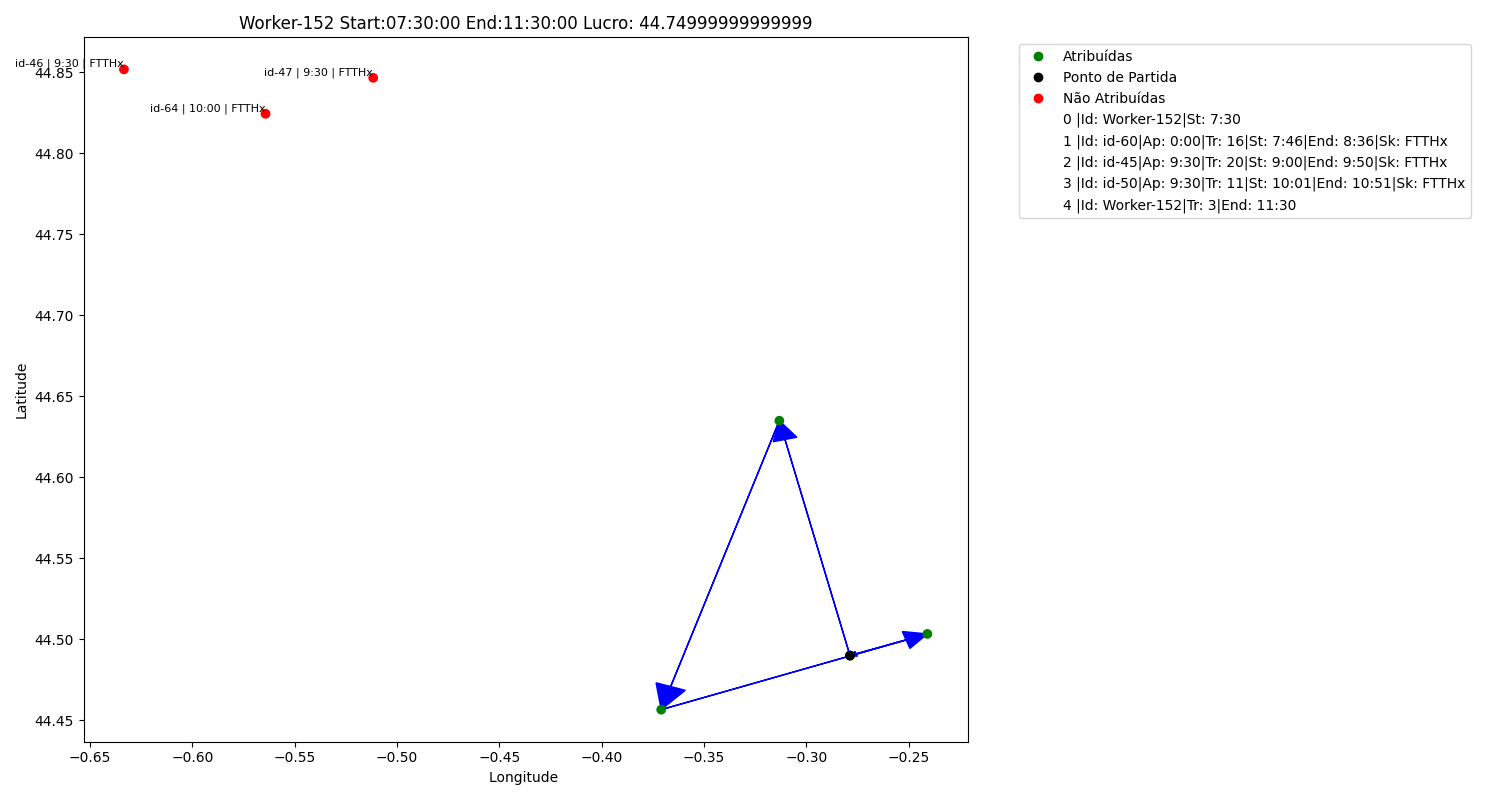 Worker-152 Start:07:30:00 End:11:30:00 Lucro: 44.74999999999999
id-46 | 9:30 | FTTHx
id-47 | 9:30 | FTTHx
id-64 | 10:00 | FTTHx
44.85
44.80
44.75
44.70
44.65
44.60
44.55
44.50
44.45
Latitude
−0.65
−0.60
−0.55
−0.50
−0.45
−0.40
−0.35
−0.30
−0.25
Longitude
Atribuídas
Ponto de Partida
Não Atribuídas
0 |Id: Worker-152|St: 7:30
1 |Id: id-60|Ap: 0:00|Tr: 16|St: 7:46|End: 8:36|Sk: FTTHx
2 |Id: id-45|Ap: 9:30|Tr: 20|St: 9:00|End: 9:50|Sk: FTTHx
3 |Id: id-50|Ap: 9:30|Tr: 11|St: 10:01|End: 10:51|Sk: FTTHx
4 |Id: Worker-152|Tr: 3|End: 11:30